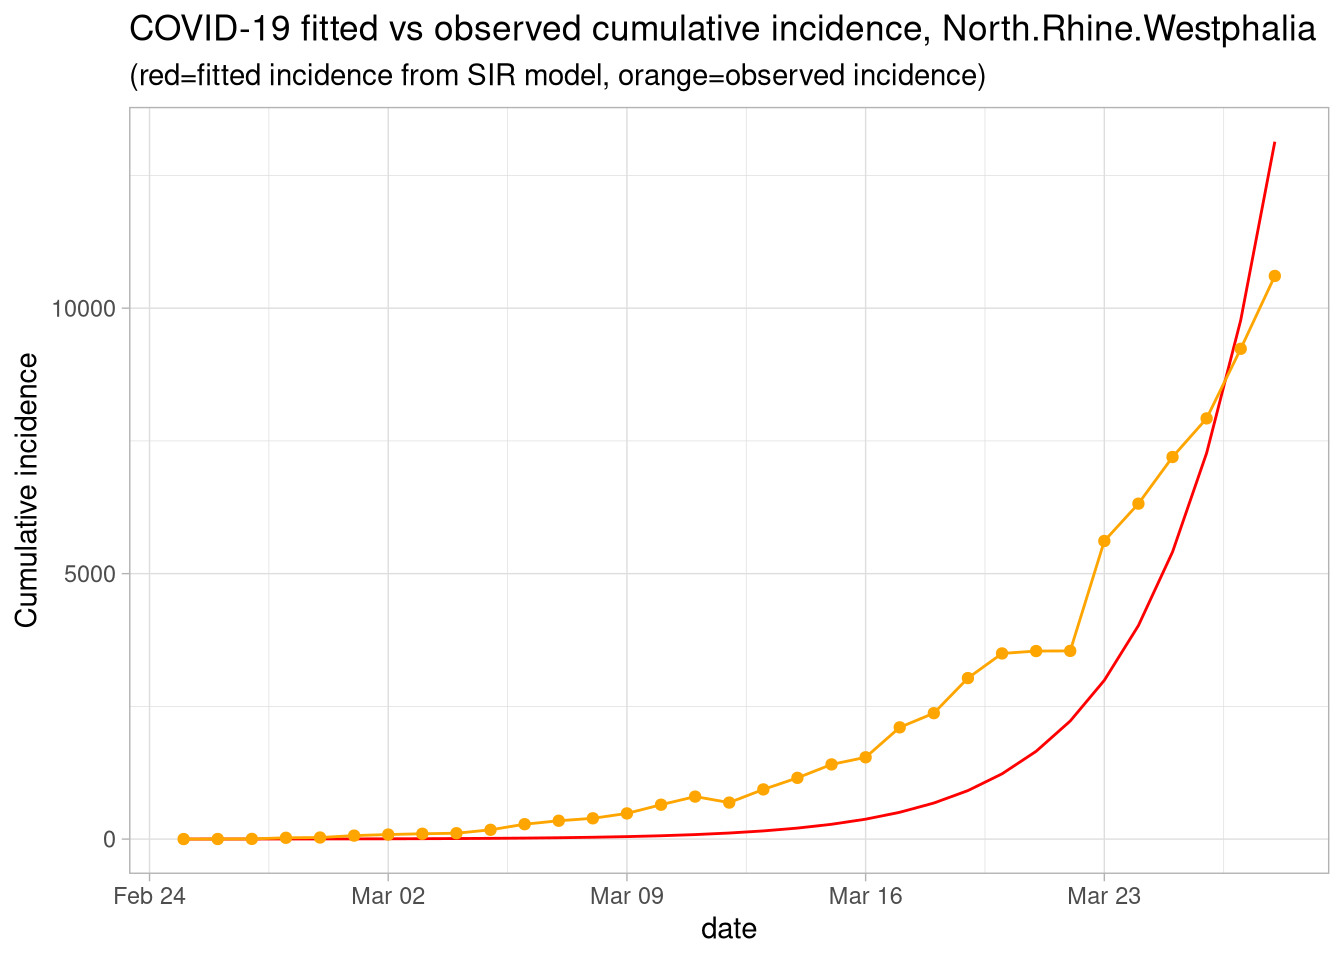 COVID-19 fitted vs observed cumulative incidence, North.Rhine.Westphalia
(red=fitted incidence from SIR model, orange=observed incidence)
Cumulative incidence
10000
5000
0
Feb 24
Mar 02
Mar 09
Mar 16
Mar 23
date